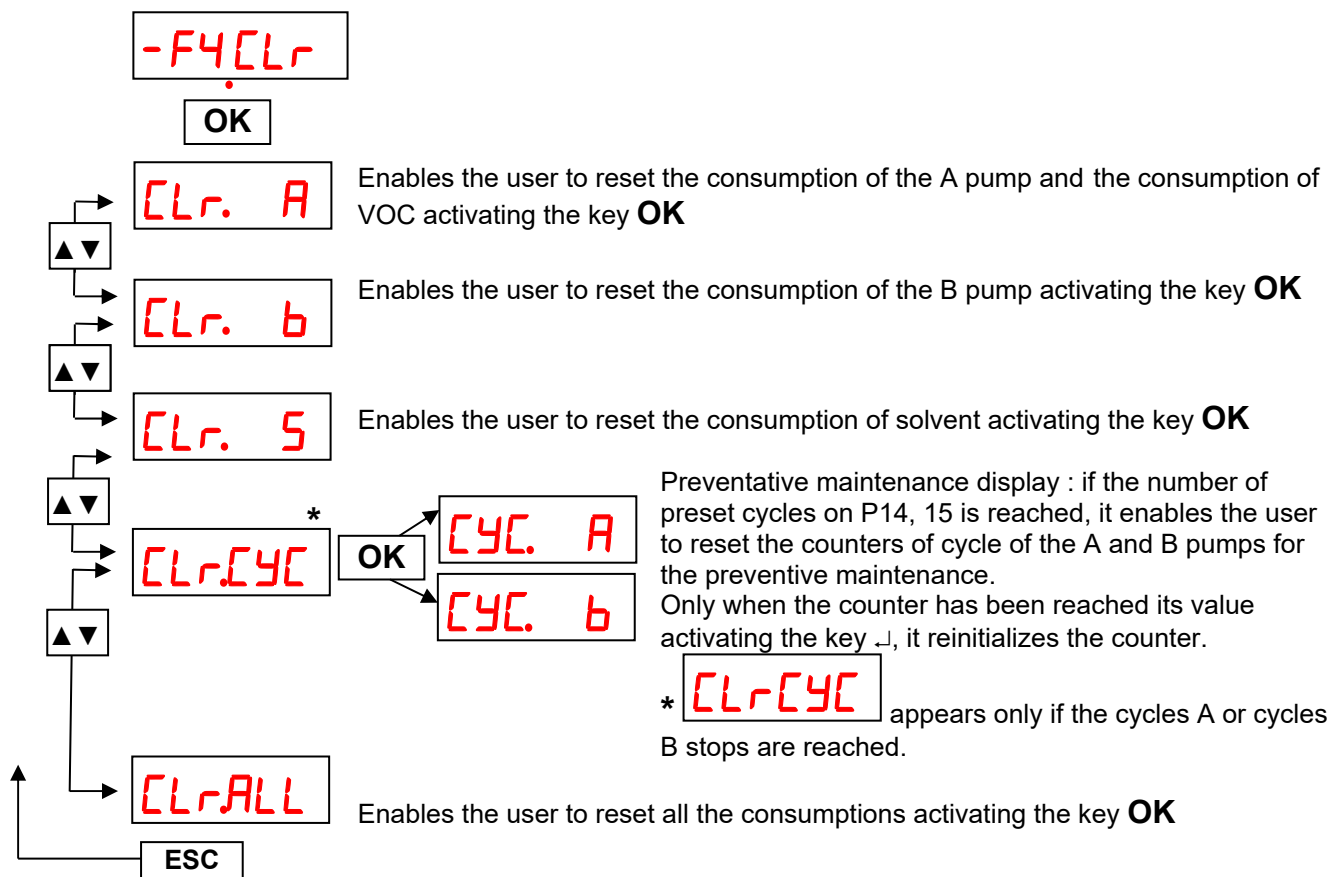 -F4CLr
OK
CLr. A
Enables the user to reset the consumption of the A pump and the consumption of
VOC activating the key OK
▲▼
CLr. b
Enables the user to reset the consumption of the B pump activating the key OK
▲▼
CLr. S
Enables the user to reset the consumption of solvent activating the key OK
▲▼
*
CLr.CYC
OK
CYC. A
CYC. b
Preventative maintenance display : if the number of
preset cycles on P14, 15 is reached, it enables the user
to reset the counters of cycle of the A and B pumps for
the preventive maintenance.
Only when the counter has been reached its value
activating the key ↵, it reinitializes the counter.
▲▼
* CLrCYC appears only if the cycles A or cycles
B stops are reached.
CLr.ALL
Enables the user to reset all the consumptions activating the key OK
ESC